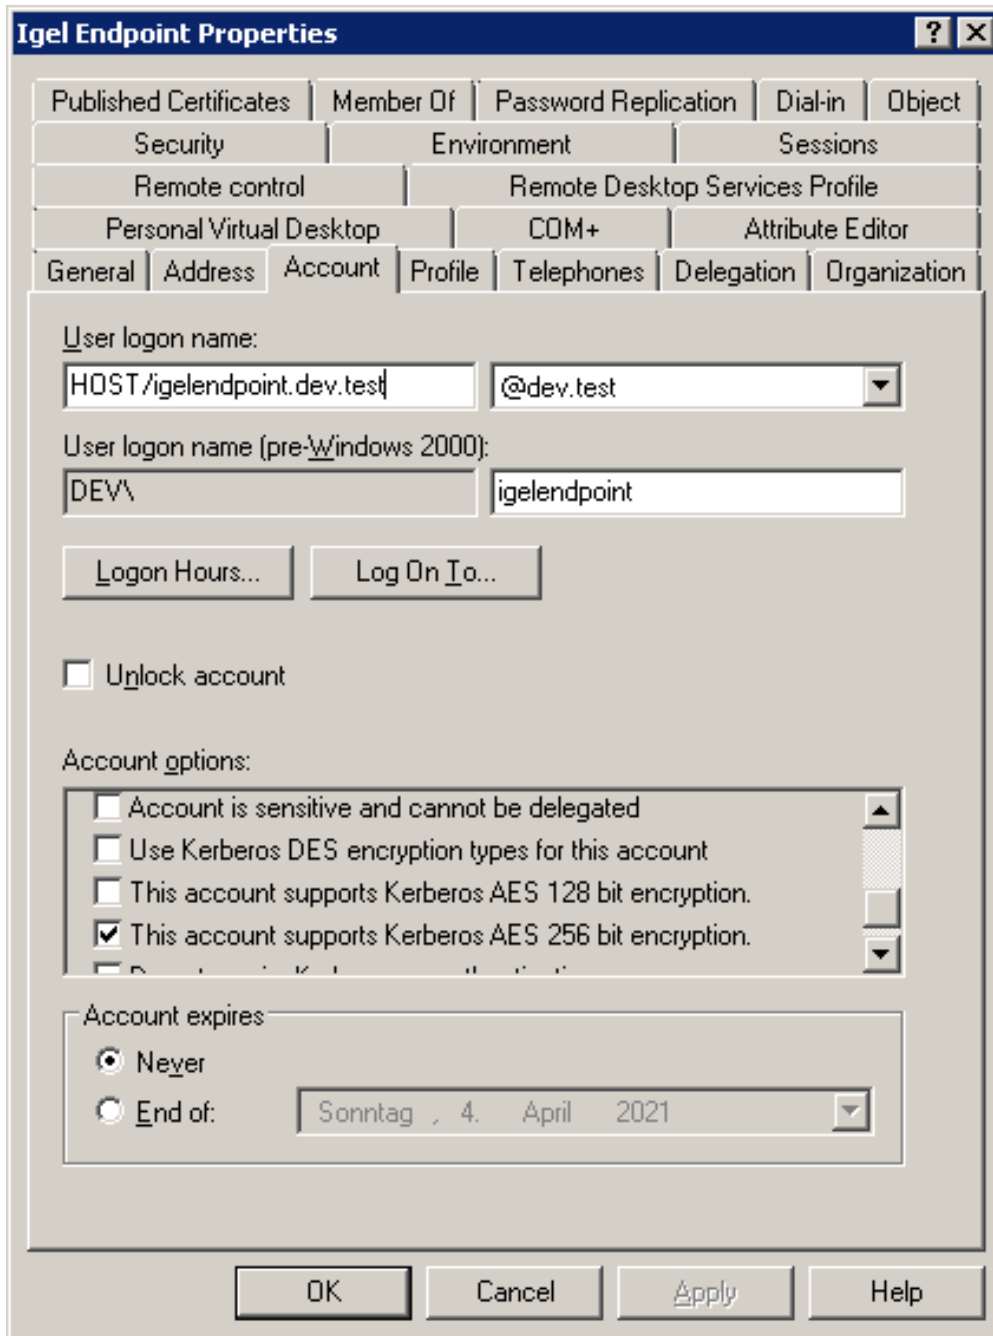 Igel Endpoint Properties
Published Certificates Member Of Password Replication Dial-in Object
Security Environment Sessions
Remote control Remote Desktop Services Profile
Personal Virtual Desktop COM+ Attribute Editor
General Address Account Profile Telephones Delegation Organization
User logon name:
HOST/igelendpoint.dev.test @dev.test
User logon name (pre-Windows 2000):
DEV\ igelendpoint
Logon Hours... Log On To...
Unlock account
Account options:
Account is sensitive and cannot be delegated
Use Kerberos DES encryption types for this account
This account supports Kerberos AES 128 bit encryption.
This account supports Kerberos AES 256 bit encryption.
Account expires
Never
End of: Sonntag , 4. April 2021
OK Cancel Apply Help